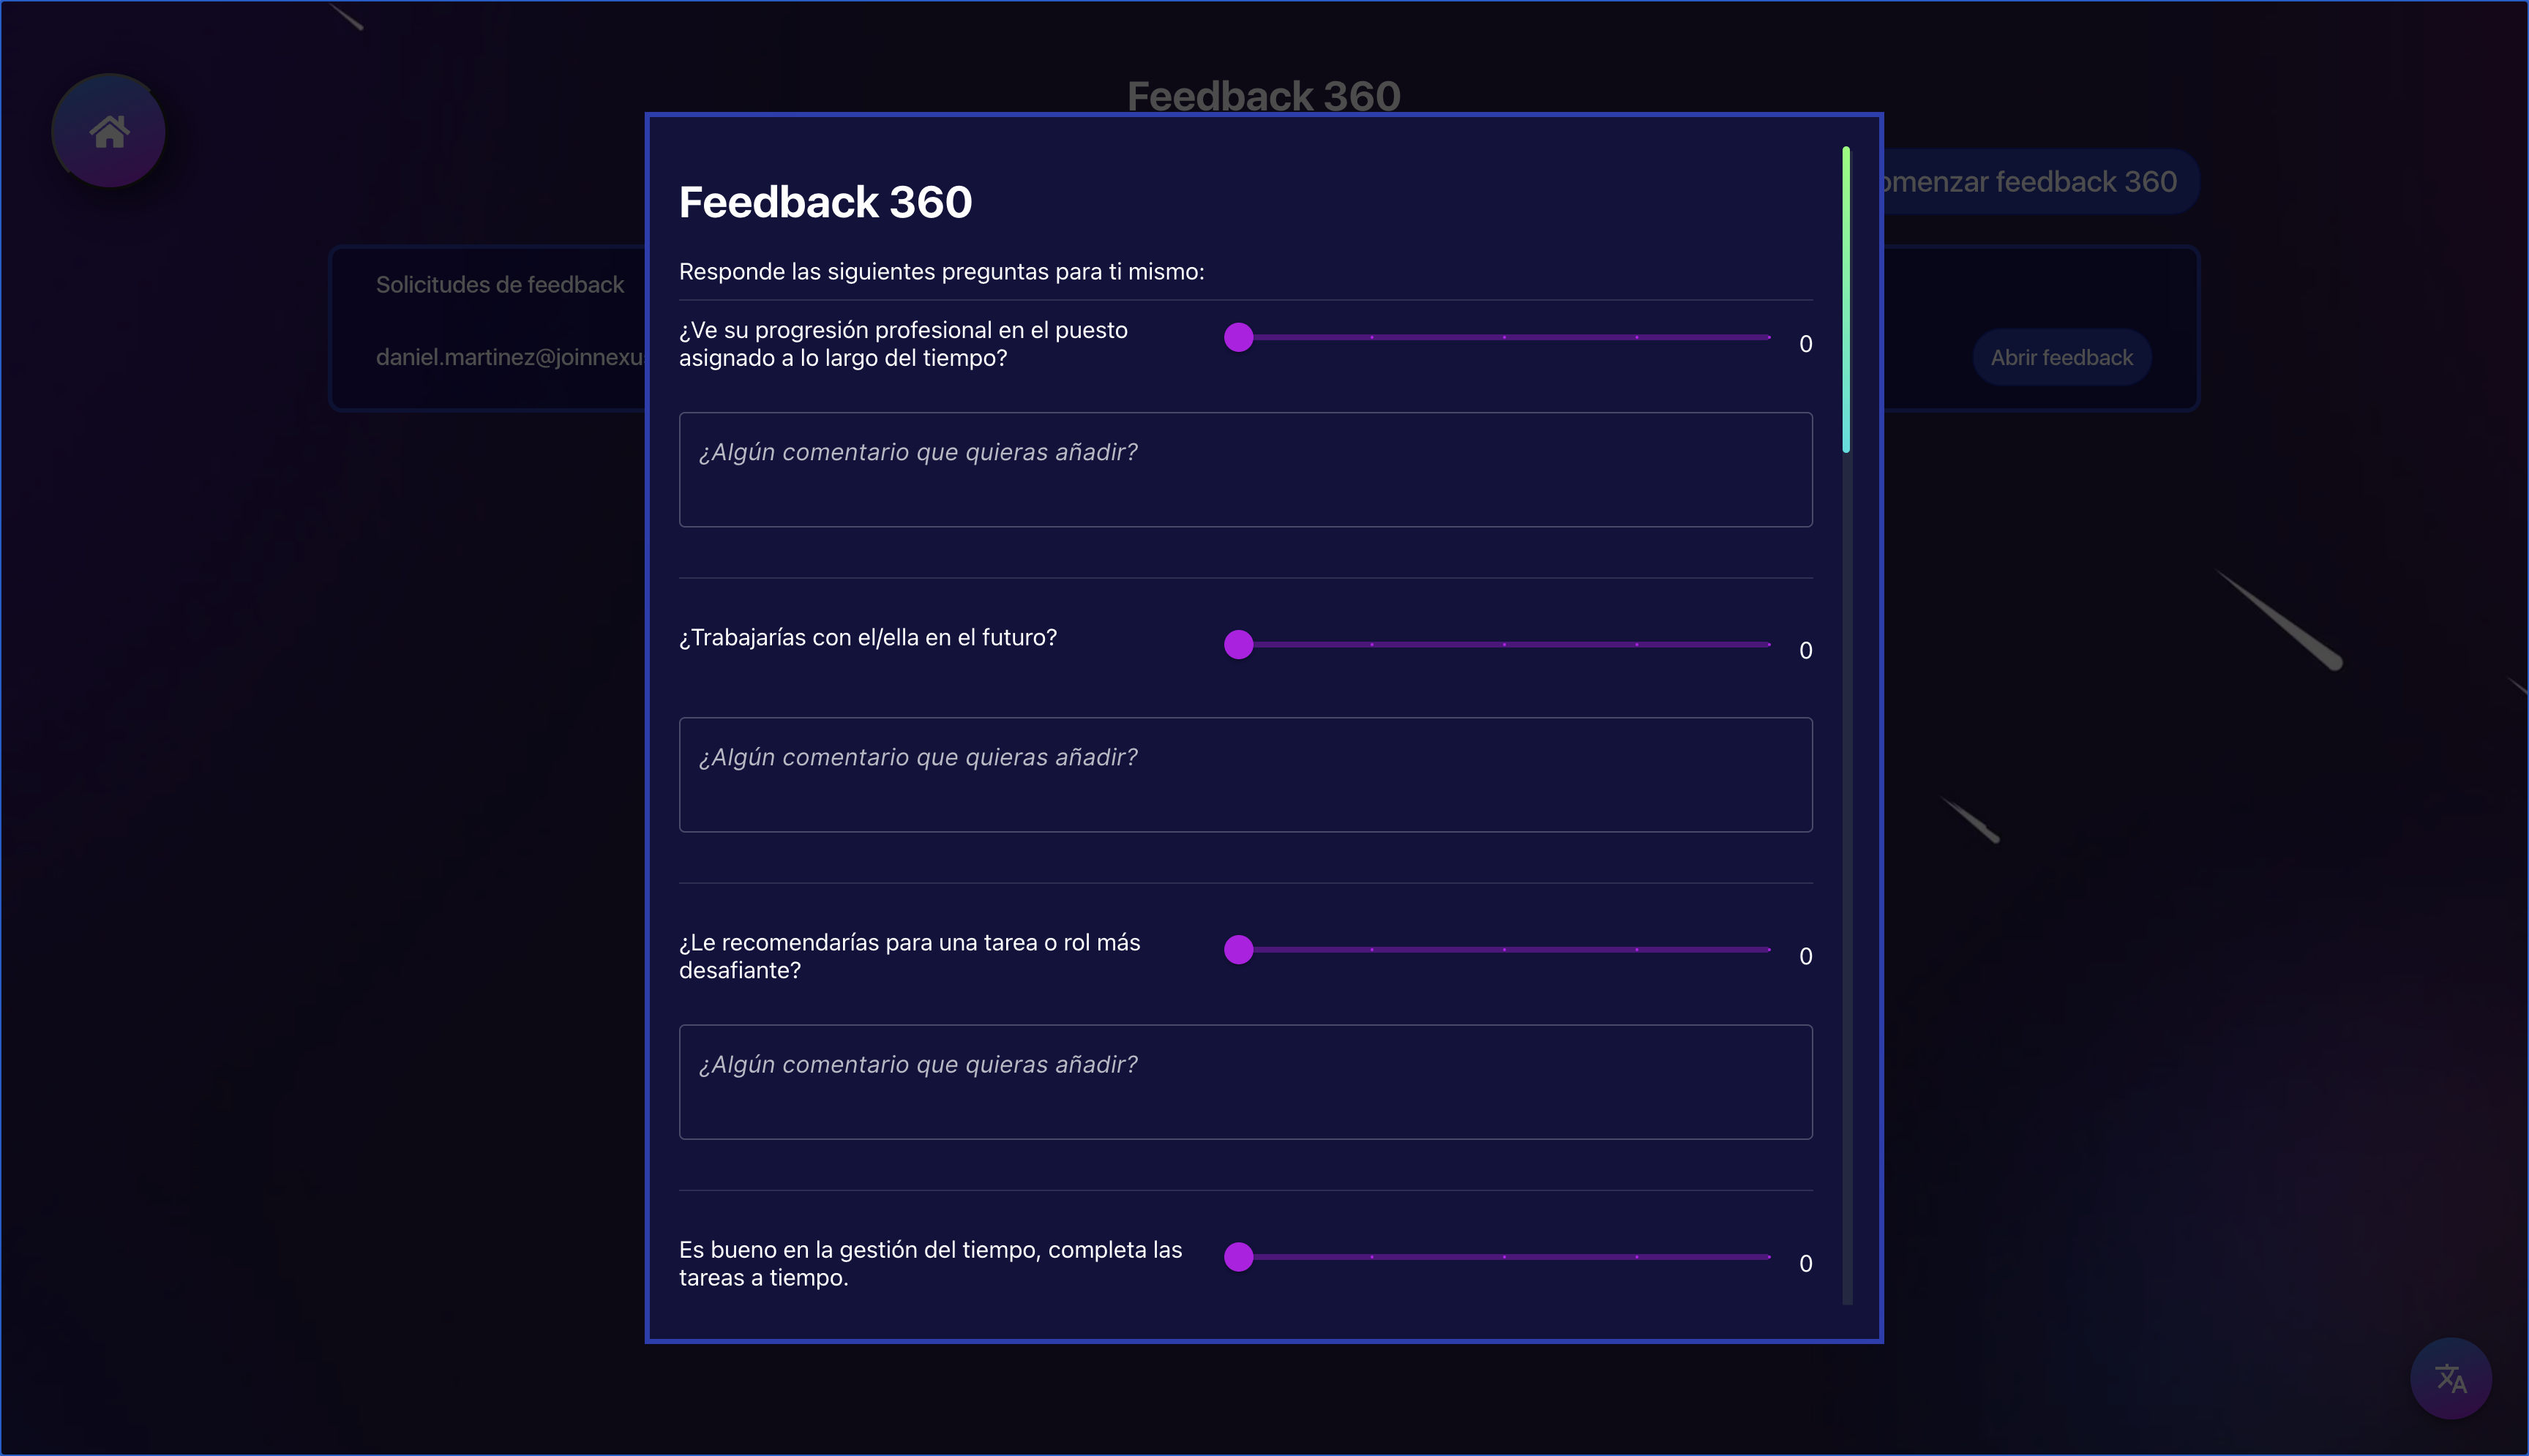 Feedback 360
omenzar feedback 360
Solicitudes de feedback
daniel.martinez@joinnexus
Abrir feedback
Feedback 360
Responde las siguientes preguntas para ti mismo:
¿Ve su progresión profesional en el puesto
asignado a lo largo del tiempo?
0
¿Algún comentario que quieras añadir?
¿Trabajarías con el/ella en el futuro?
0
¿Algún comentario que quieras añadir?
¿Le recomendarías para una tarea o rol más
desafiante?
0
¿Algún comentario que quieras añadir?
Es bueno en la gestión del tiempo, completa las
tareas a tiempo.
0